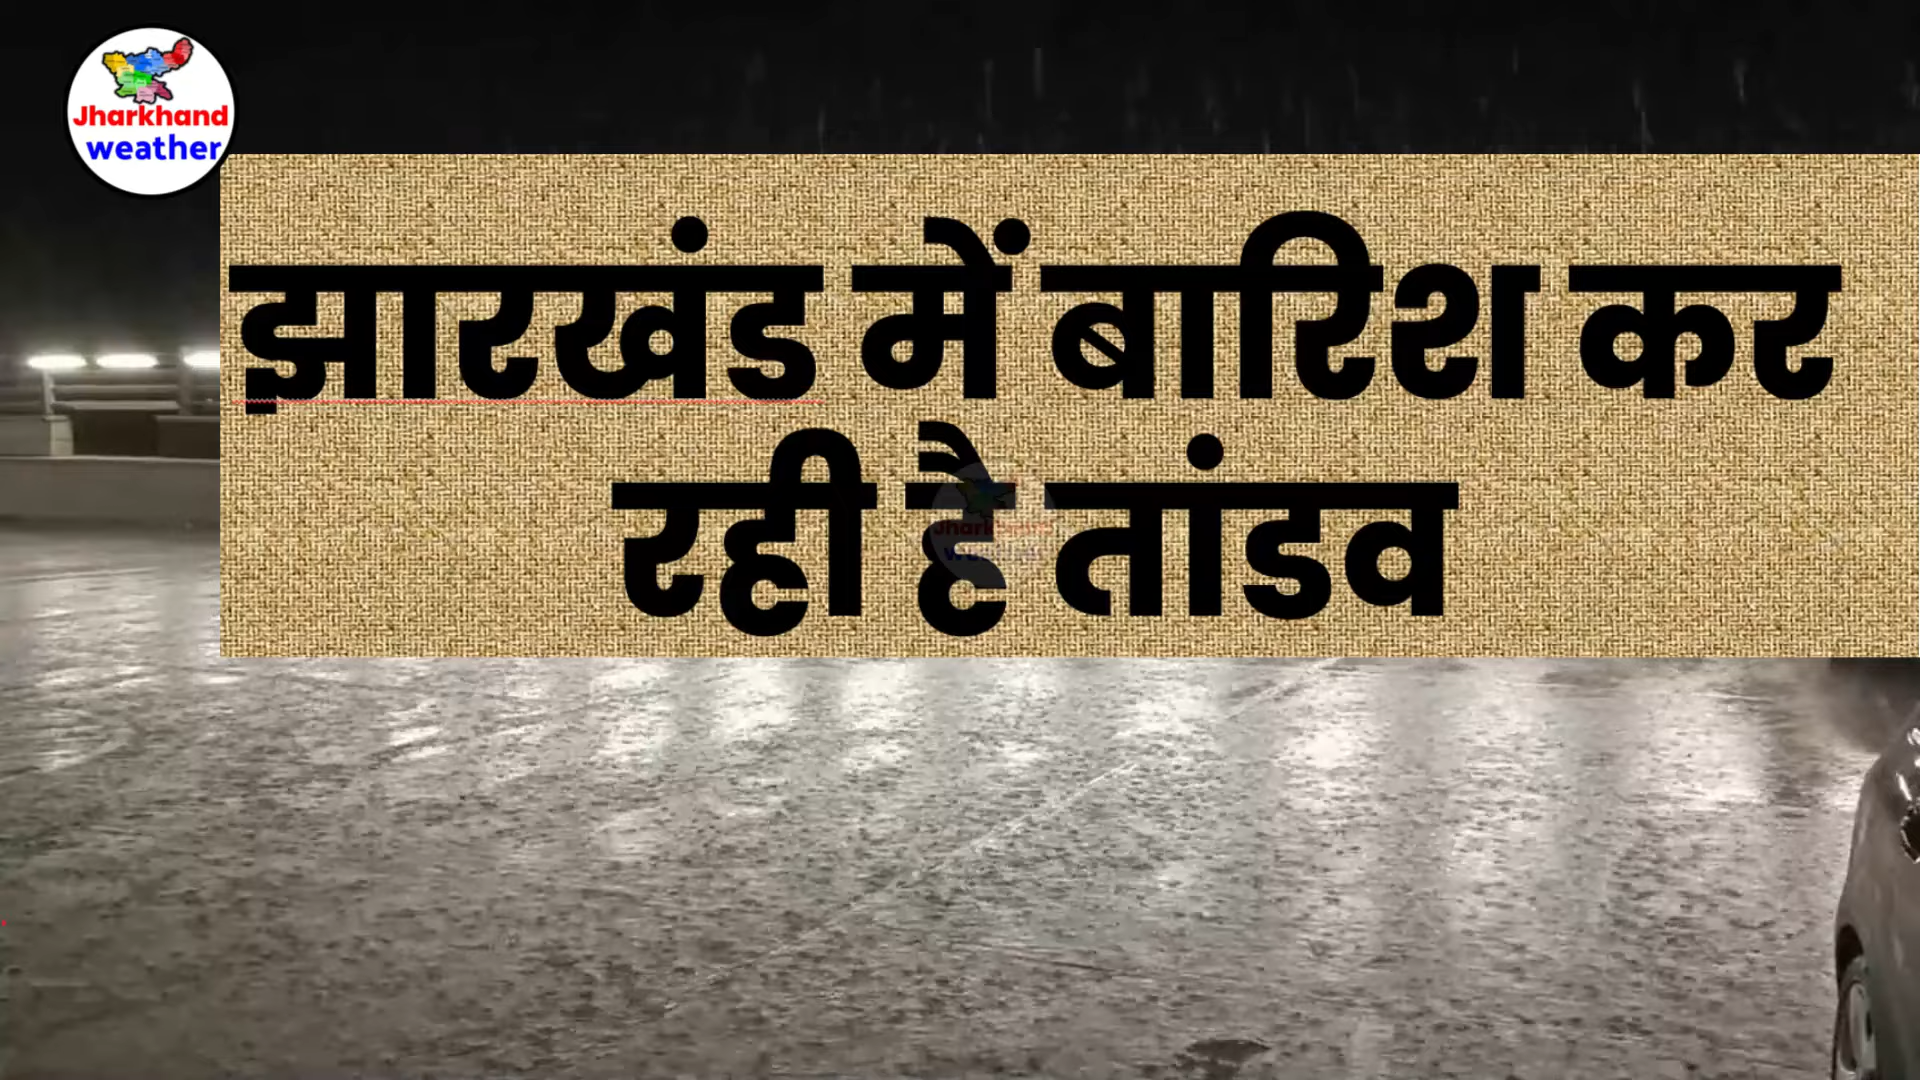 Jharkhand
weather
झारखंड में बारिश कर
रही है तांडव